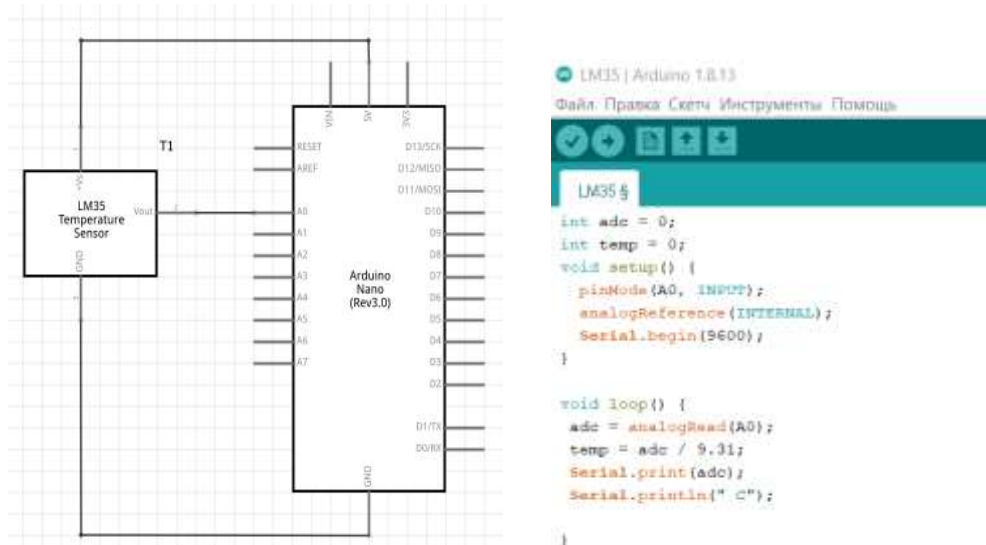 T1
LM35
Temperature
Sensor
+Vs
Vout
GND
VIN
5V
3V3
RESET
AREF
A0
A1
A2
A3
A4
A5
A6
A7
Arduino
Nano
(Rev3.0)
D13/SCK
D12/MISO
D11/MOSI
D10
D9
D8
D7
D6
D5
D4
D3
D2
D1/TX
D0/RX
GND
LM35 | Arduino 1.8.13
Файл Правка Скетч Инструменты Помощь
LM35 §
int adc = 0;
int temp = 0;
void setup() {
pinMode(A0, INPUT);
analogReference(INTERNAL);
Serial.begin(9600);
}
void loop() {
adc = analogRead(A0);
temp = adc / 9.31;
Serial.print(adc);
Serial.println(" C");
}